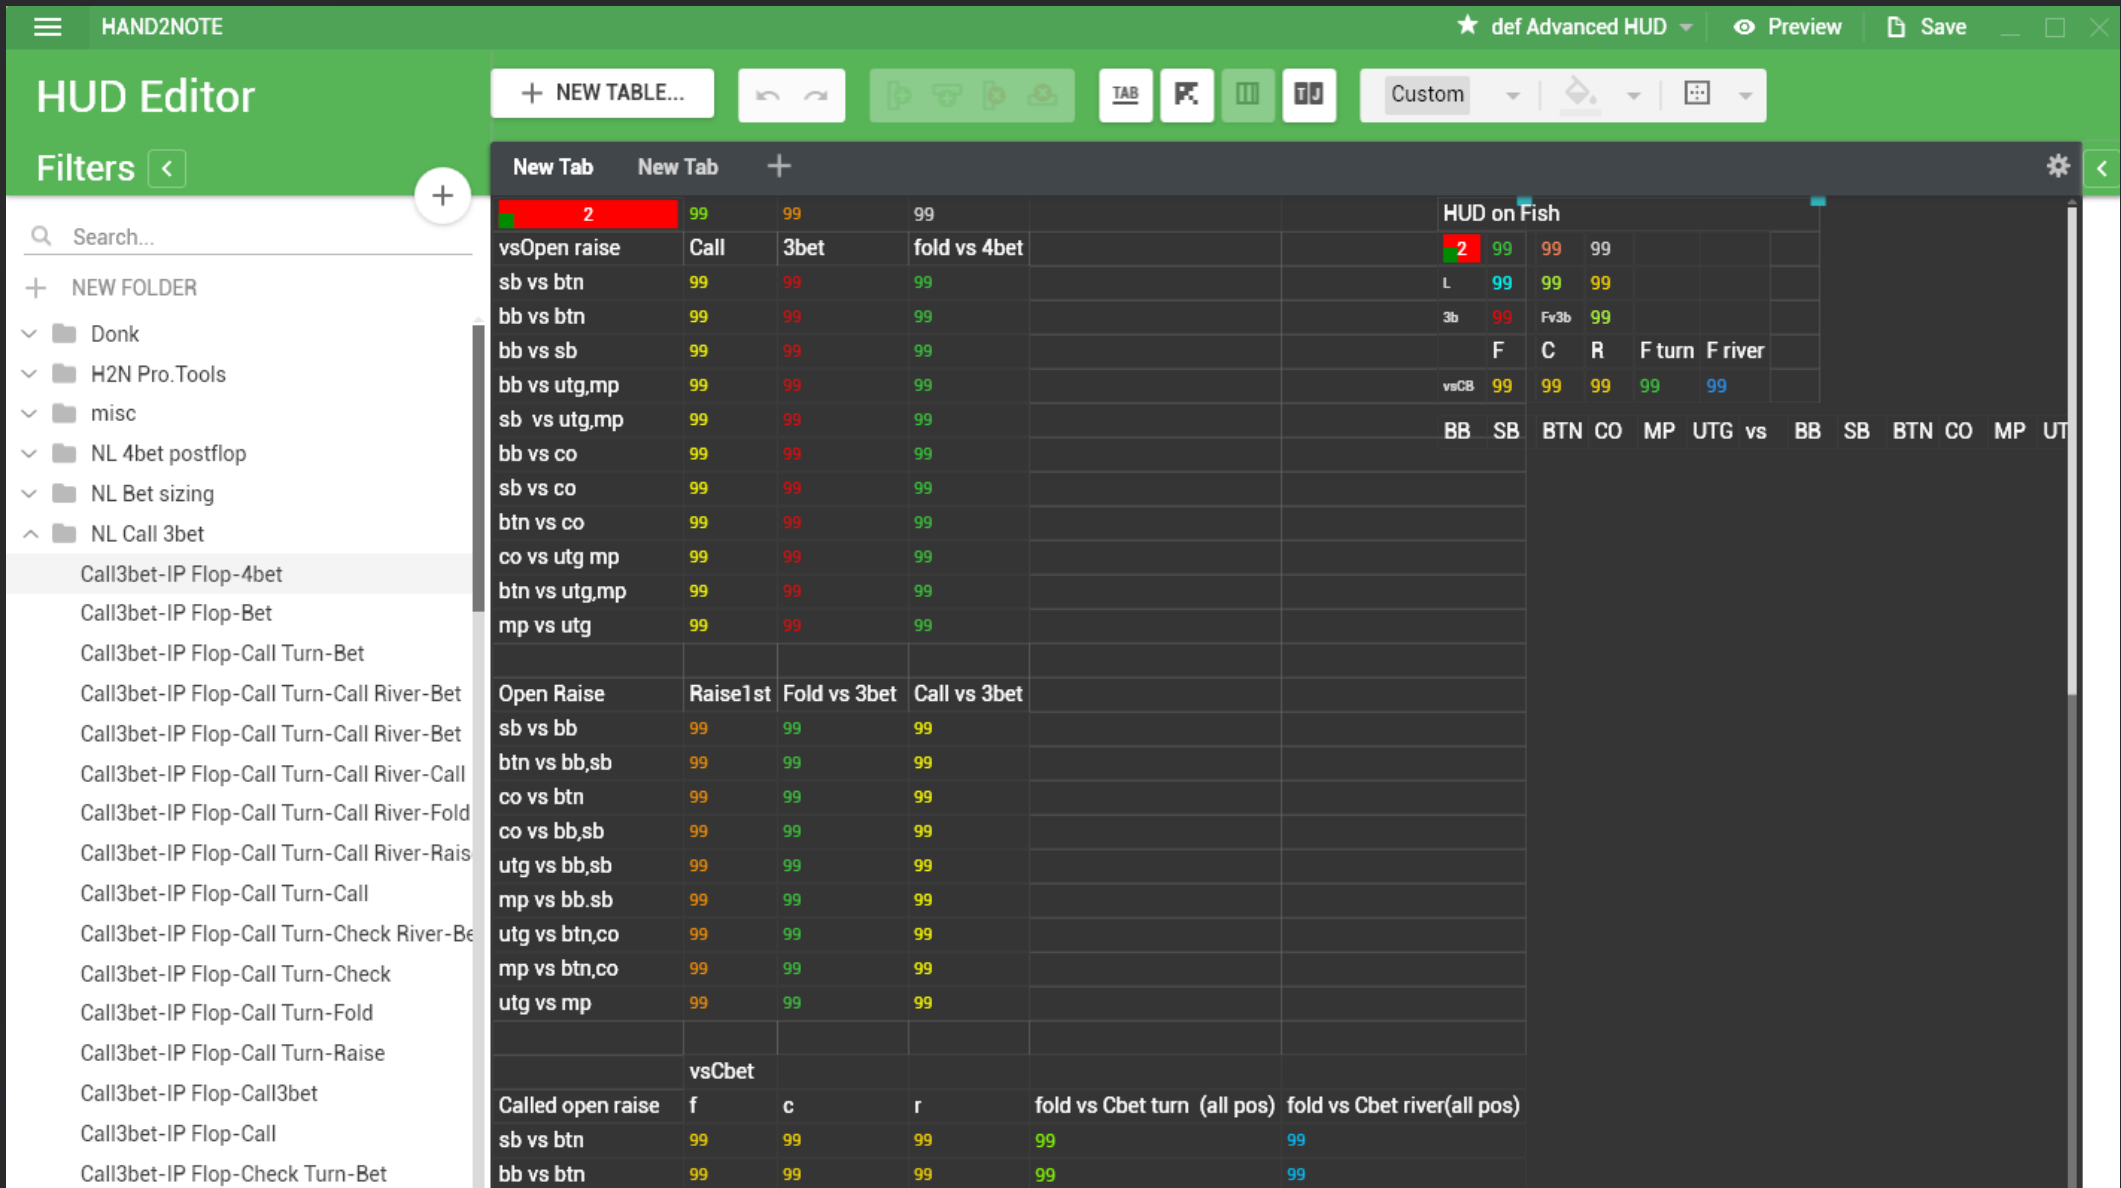 HAND2NOTE
def Advanced HUD
Preview
Save
HUD Editor
NEW TABLE...
TAB
Custom
Filters
New Tab
New Tab
Search...
NEW FOLDER
Donk
H2N Pro.Tools
misc
NL 4bet postflop
NL Bet sizing
NL Call 3bet
Call3bet-IP Flop-4bet
Call3bet-IP Flop-Bet
Call3bet-IP Flop-Call Turn-Bet
Call3bet-IP Flop-Call Turn-Call River-Bet
Call3bet-IP Flop-Call Turn-Call River-Bet
Call3bet-IP Flop-Call Turn-Call River-Call
Call3bet-IP Flop-Call Turn-Call River-Fold
Call3bet-IP Flop-Call Turn-Call River-Rais
Call3bet-IP Flop-Call Turn-Call
Call3bet-IP Flop-Call Turn-Check River-Be
Call3bet-IP Flop-Call Turn-Check
Call3bet-IP Flop-Call Turn-Fold
Call3bet-IP Flop-Call Turn-Raise
Call3bet-IP Flop-Call3bet
Call3bet-IP Flop-Call
Call3bet-IP Flop-Check Turn-Bet
2 99 99 99
vsOpen raise Call 3bet fold vs 4bet
sb vs btn 99 99 99
bb vs btn 99 99 99
bb vs sb 99 99 99
bb vs utg,mp 99 99 99
sb vs utg,mp 99 99 99
bb vs co 99 99 99
sb vs co 99 99 99
btn vs co 99 99 99
co vs utg mp 99 99 99
btn vs utg,mp 99 99 99
mp vs utg 99 99 99
Open Raise Raise1st Fold vs 3bet Call vs 3bet
sb vs bb 99 99 99
btn vs bb,sb 99 99 99
co vs btn 99 99 99
co vs bb,sb 99 99 99
utg vs bb,sb 99 99 99
mp vs bb.sb 99 99 99
utg vs btn,co 99 99 99
mp vs btn,co 99 99 99
utg vs mp 99 99 99
vsCbet
Called open raise f c r fold vs Cbet turn (all pos) fold vs Cbet river(all pos)
sb vs btn 99 99 99 99 99
bb vs btn 99 99 99 99 99
HUD on Fish
2 99 99 99
L 99 99 99
3b 99 Fv3b 99
F C R F turn F river
vsCB 99 99 99 99 99
BB SB BTN CO MP UTG vs BB SB BTN CO MP UT